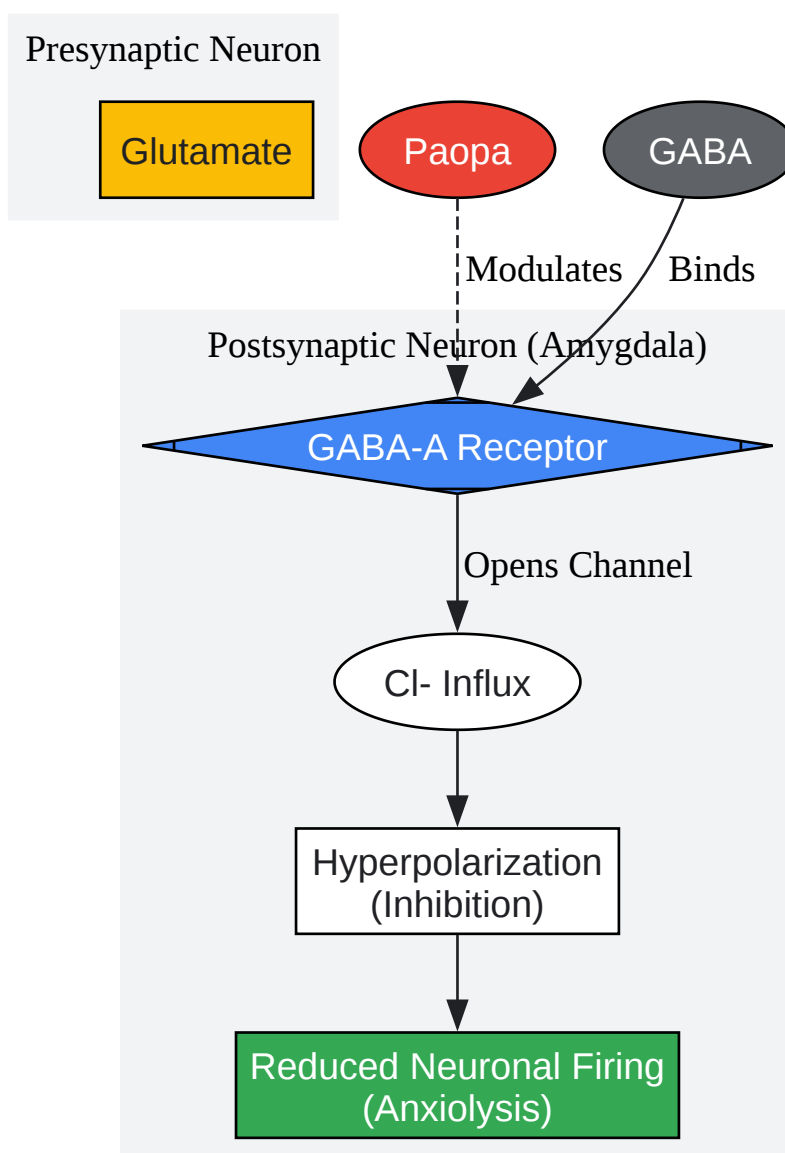 Presynaptic Neuron
Glutamate
Paopa
GABA
Modulates
Binds
Postsynaptic Neuron (Amygdala)
GABA-A Receptor
Opens Channel
Cl- Influx
Hyperpolarization
(Inhibition)
Reduced Neuronal Firing
(Anxiolysis)